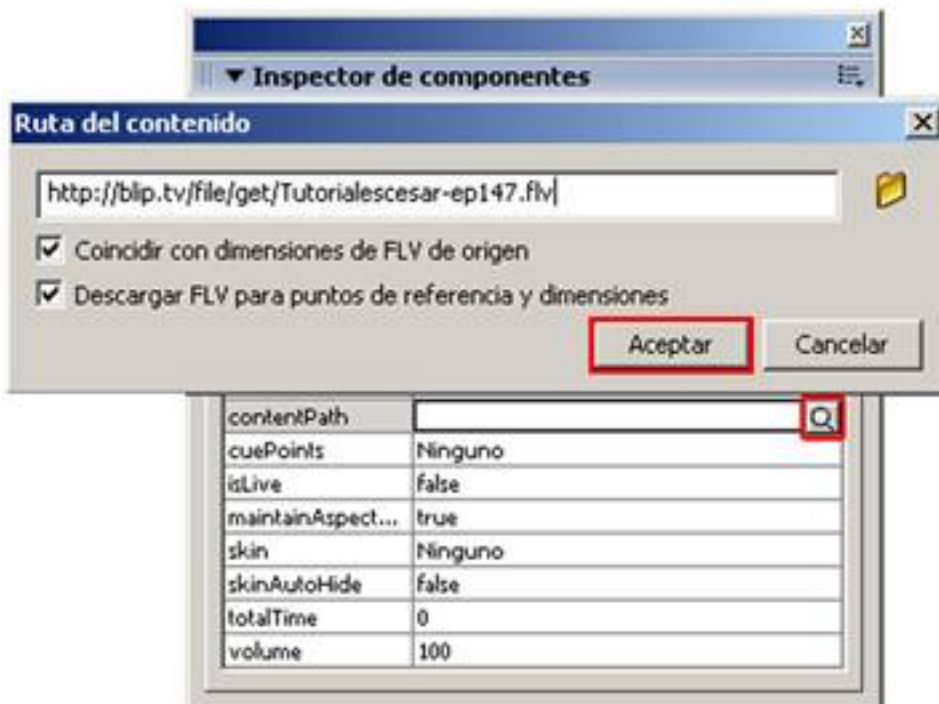 Inspector de componentes
Ruta del contenido
http://blip.tv/file/get/Tutorialescesar-ep147.flv
Coincidir con dimensiones de FLV de origen
Descargar FLV para puntos de referencia y dimensiones
Aceptar Cancelar
contentPath
cuePoints Ninguno
isLive false
maintainAspect... true
skin Ninguno
skinAutoHide false
totalTime 0
volume 100